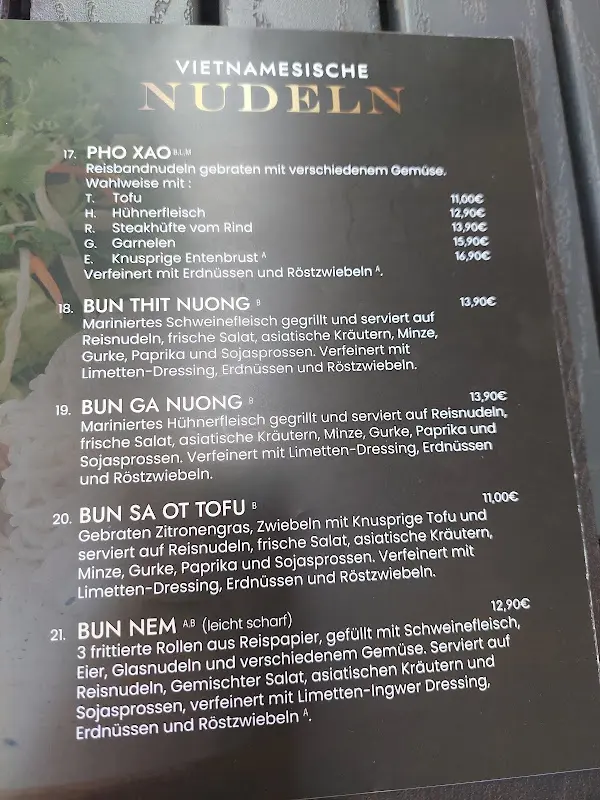 VIETNAMESISCHE
NUDELN
17. PHO XAO B,L,M
Reisbandnudeln gebraten mit verschiedenem Gemüse.
Wahlweise mit :
T. Tofu 11,00€
H. Hühnerfleisch 12,90€
R. Steakhüfte vom Rind 13,90€
G. Garnelen 15,90€
E. Knusprige Entenbrust A 16,90€
Verfeinert mit Erdnüssen und Röstzwiebeln A.
18. BUN THIT NUONG B 13,90€
Mariniertes Schweinefleisch gegrillt und serviert auf
Reisnudeln, frische Salat, asiatische Kräutern, Minze,
Gurke, Paprika und Sojasprossen. Verfeinert mit
Limetten-Dressing, Erdnüssen und Röstzwiebeln.
19. BUN GA NUONG B 13,90€
Mariniertes Hühnerfleisch gegrillt und serviert auf Reisnudeln,
frische Salat, asiatische Kräutern, Minze, Gurke, Paprika und
Sojasprossen. Verfeinert mit Limetten-Dressing, Erdnüssen
und Röstzwiebeln.
20. BUN SA OT TOFU B 11,00€
Gebraten Zitronengras, Zwiebeln mit Knusprige Tofu und
serviert auf Reisnudeln, frische Salat, asiatische Kräutern,
Minze, Gurke, Paprika und Sojasprossen. Verfeinert mit
Limetten-Dressing, Erdnüssen und Röstzwiebeln.
21. BUN NEM A,B (leicht scharf) 12,90€
3 frittierte Rollen aus Reispapier, gefüllt mit Schweinefleisch,
Eier, Glasnudeln und verschiedenem Gemüse. Serviert auf
Reisnudeln, Gemischter Salat, asiatischen Kräutern und
Sojasprossen, verfeinert mit Limetten-Ingwer Dressing,
Erdnüssen und Röstzwiebeln A.